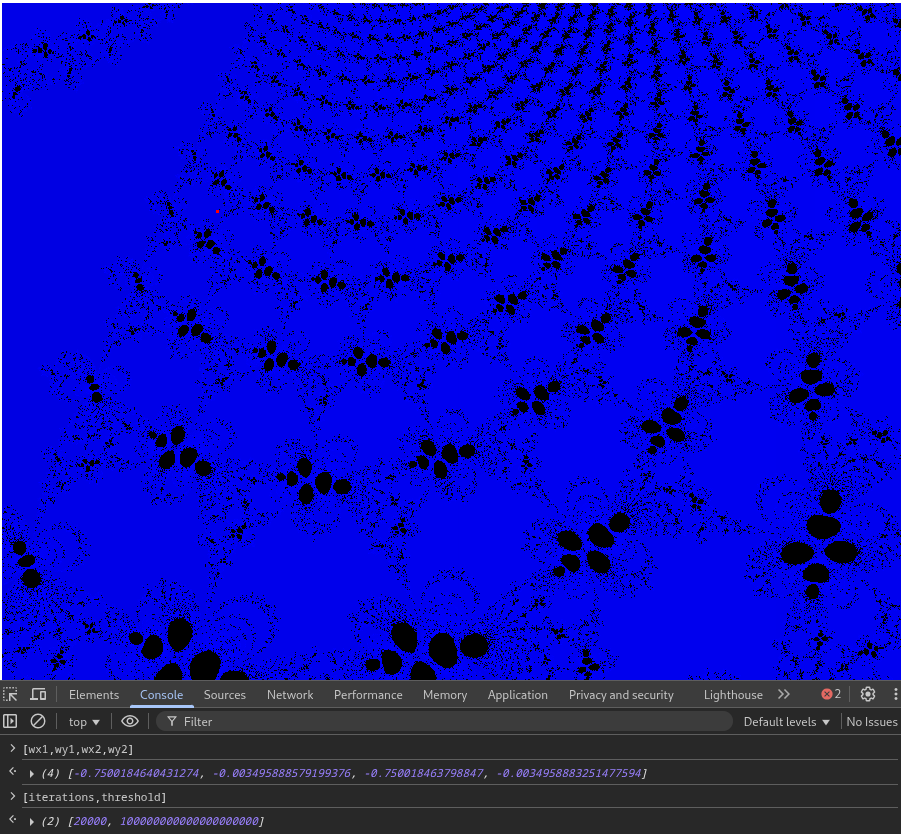 Elements Console Sources Network Performance Memory Application Privacy and security Lighthouse 2
top Filter Default levels No Issues
[wx1,wy1,wx2,wy2]
(4) [-0.7500184640431274, -0.003495888579199376, -0.750018463798847, -0.0034958883251477594]
[iterations,threshold]
(2) [20000, 100000000000000000000]